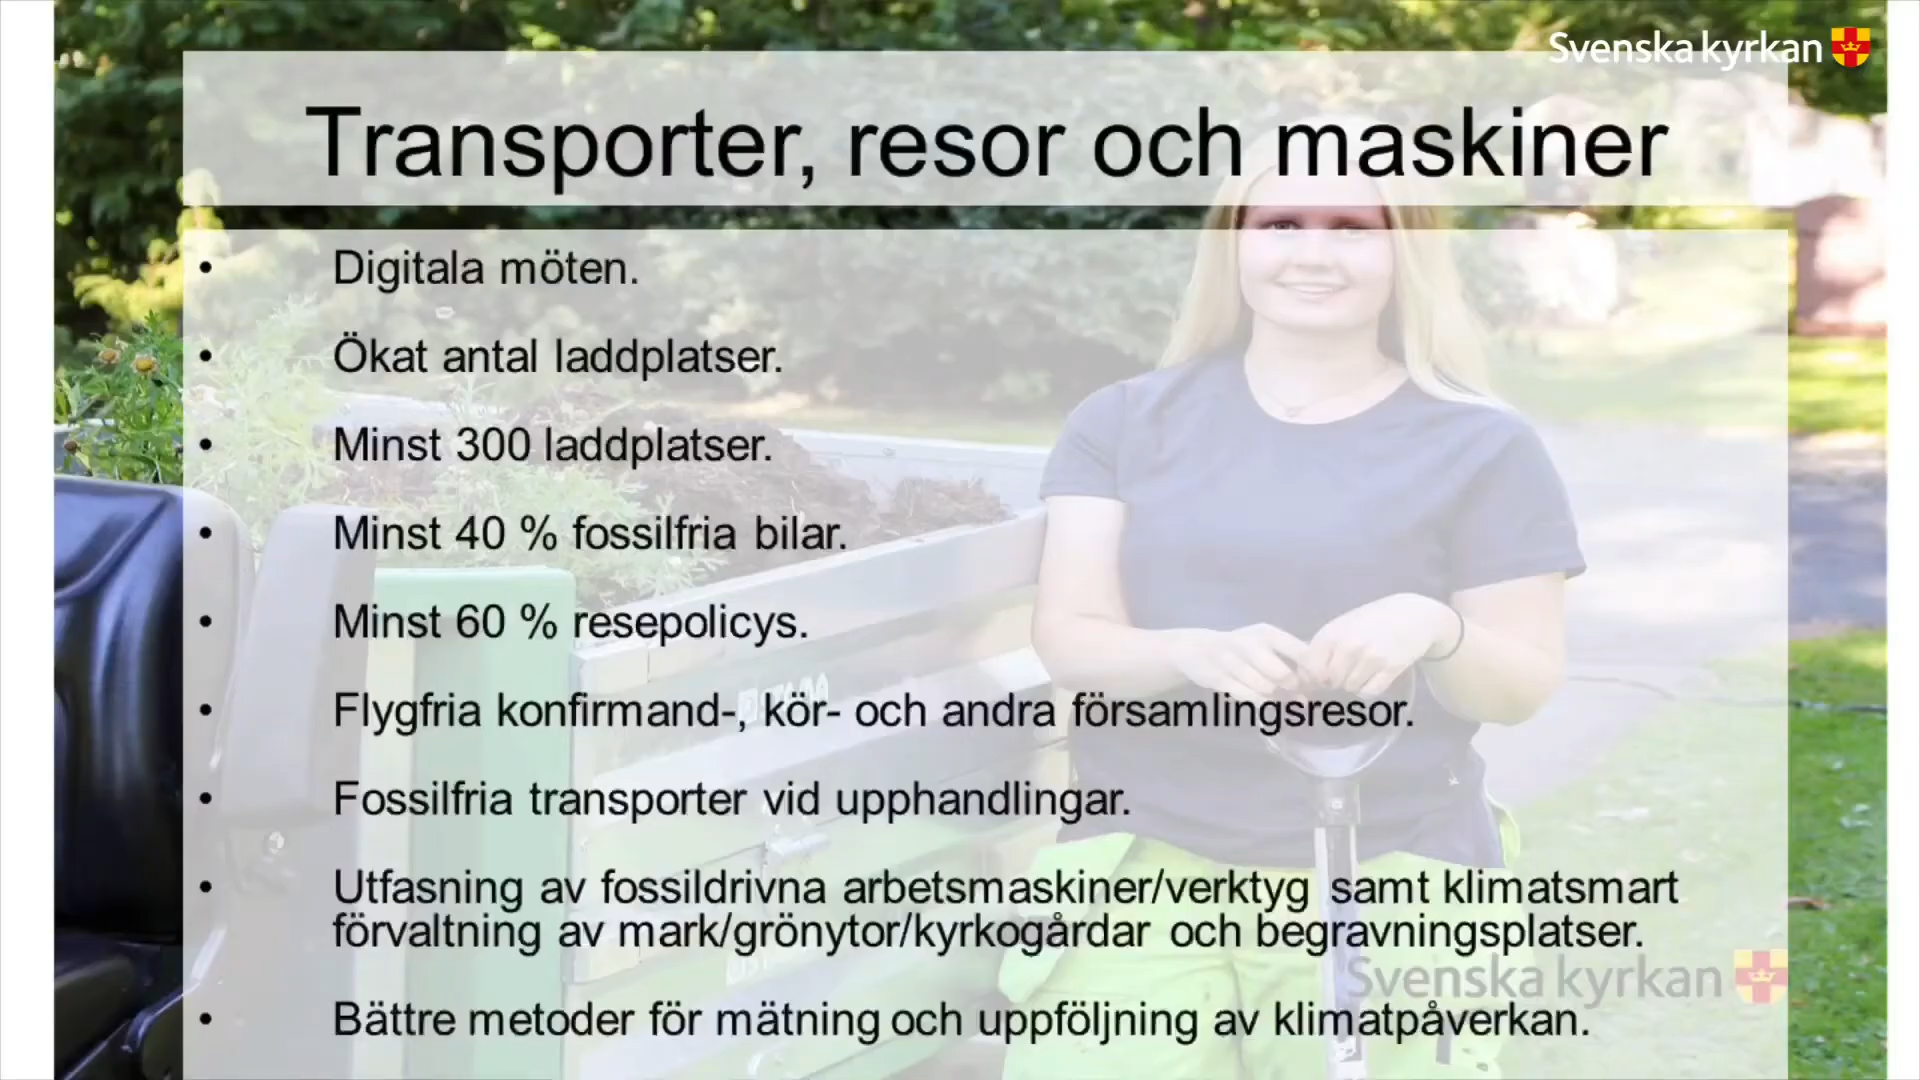 Svenska kyrkan
Transporter, resor och maskiner
• Digitala möten.
• Ökat antal laddplatser.
• Minst 300 laddplatser.
• Minst 40 % fossilfria bilar.
• Minst 60 % resepolicys.
• Flygfria konfirmand-, kör- och andra församlingsresor.
• Fossilfria transporter vid upphandlingar.
• Utfasning av fossildrivna arbetsmaskiner/verktyg samt klimatsmart
förvaltning av mark/grönytor/kyrkogårdar och begravningsplatser.
Svenska kyrkan
• Bättre metoder för mätning och uppföljning av klimatpåverkan.